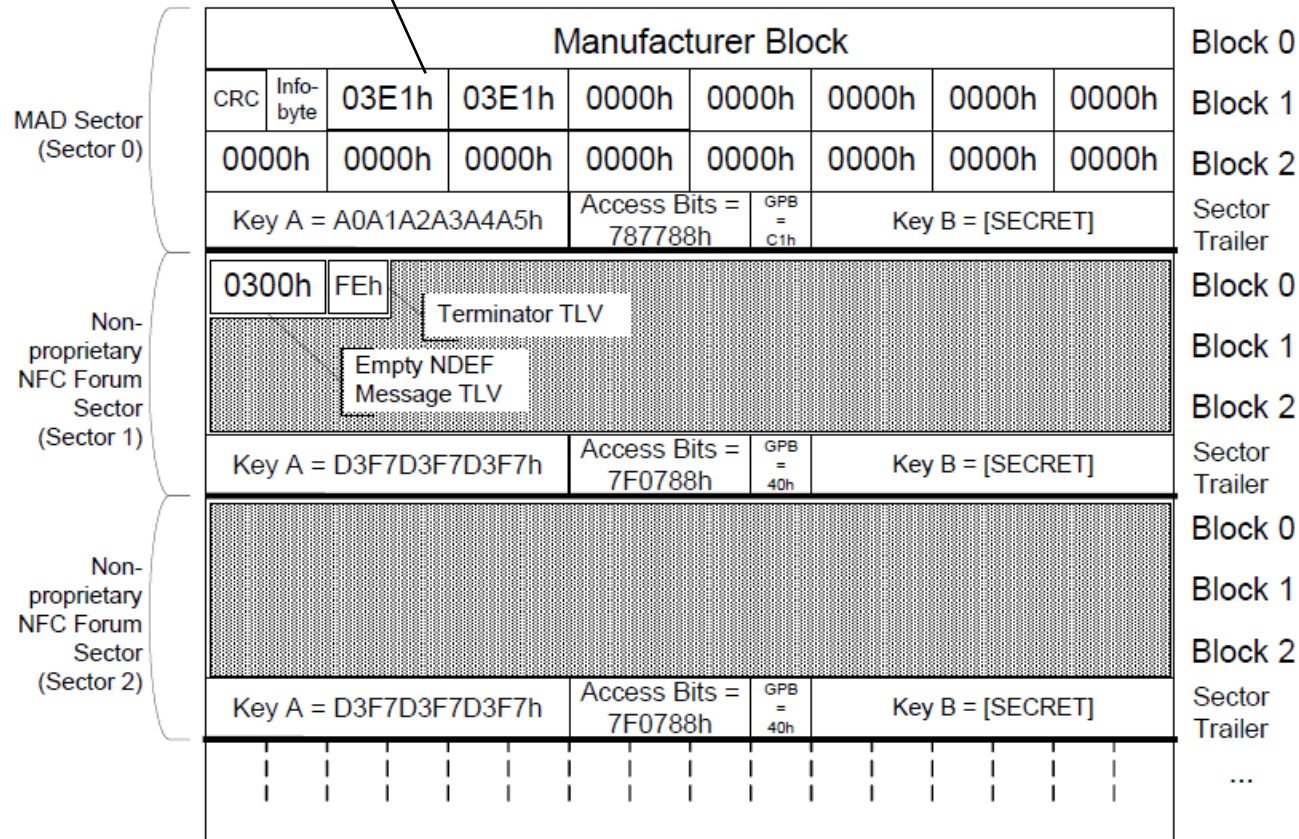 Manufacturer Block
Block 0
MAD Sector
(Sector 0)
CRC
Info-
byte
03E1h 03E1h 0000h 0000h 0000h 0000h 0000h
Block 1
0000h 0000h 0000h 0000h 0000h 0000h 0000h 0000h
Block 2
Key A = A0A1A2A3A4A5h
Access Bits =
787788h
GPB
=
C1h
Key B = [SECRET]
Sector
Trailer
Non-
proprietary
NFC Forum
Sector
(Sector 1)
0300h FEh
Block 0
Terminator TLV
Block 1
Empty NDEF
Message TLV
Block 2
Key A = D3F7D3F7D3F7h
Access Bits =
7F0788h
GPB
=
40h
Key B = [SECRET]
Sector
Trailer
Non-
proprietary
NFC Forum
Sector
(Sector 2)
Block 0
Block 1
Block 2
Key A = D3F7D3F7D3F7h
Access Bits =
7F0788h
GPB
=
40h
Key B = [SECRET]
Sector
Trailer
...